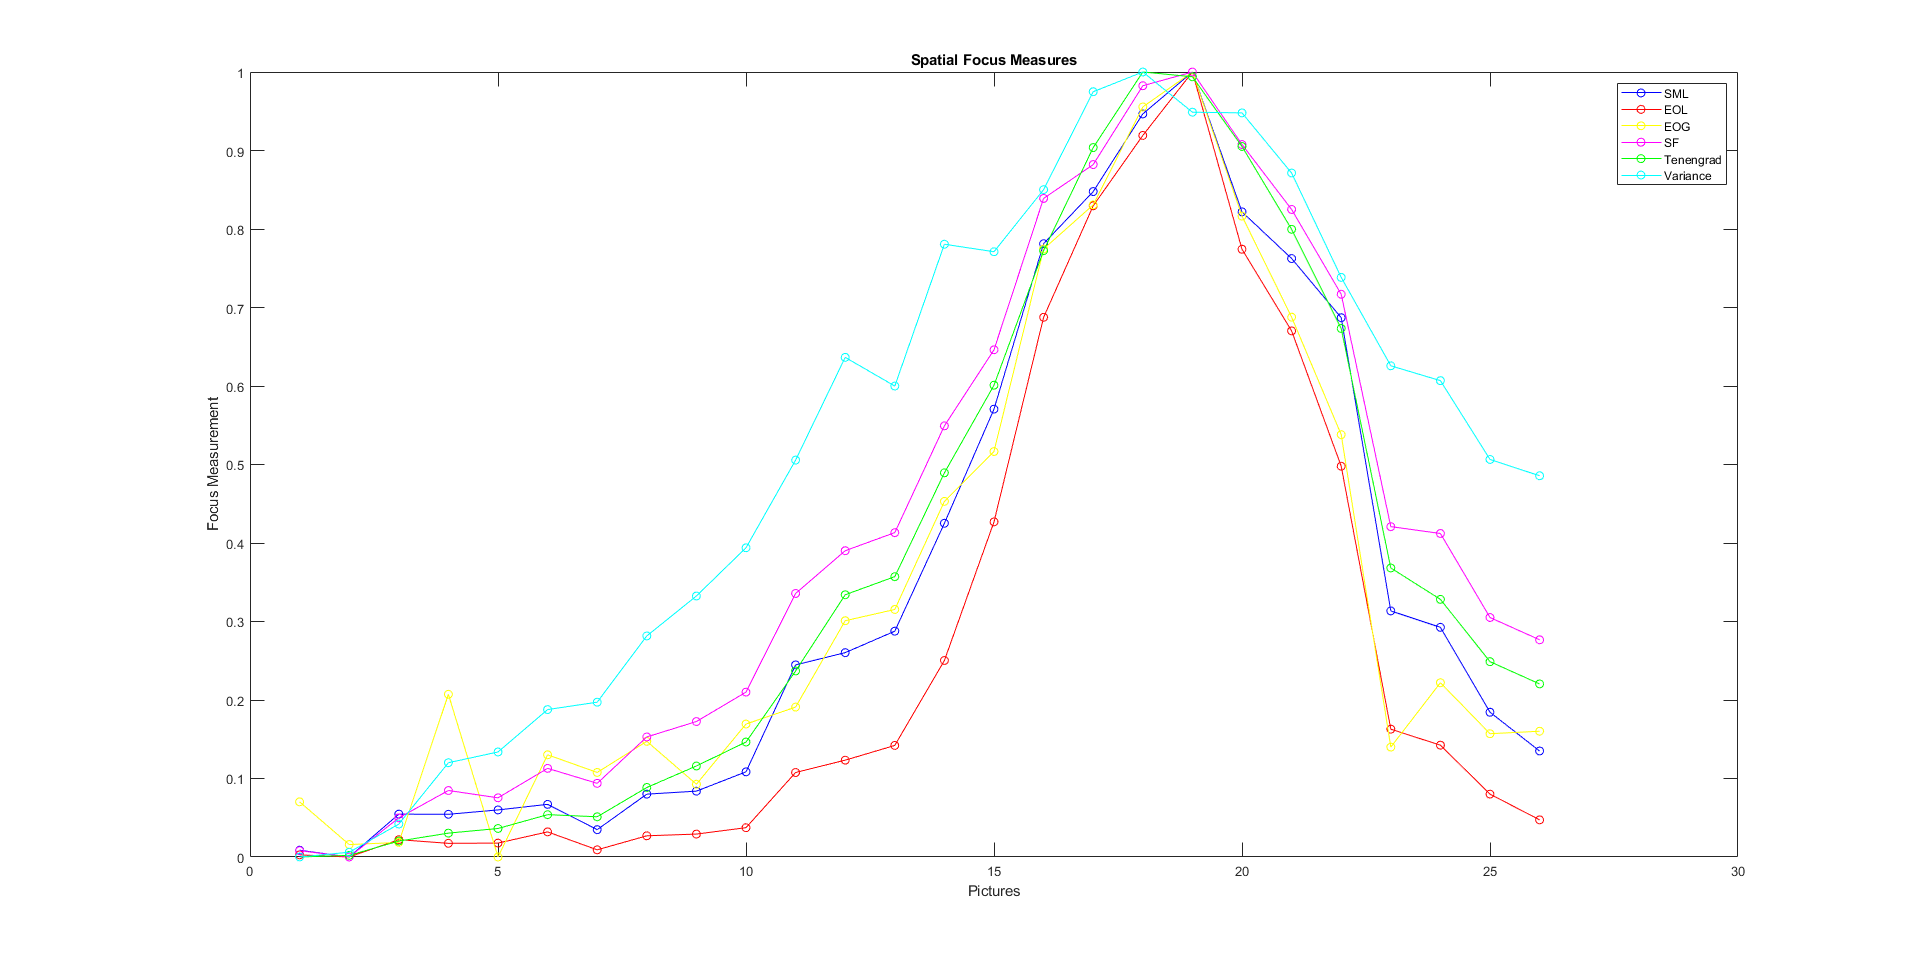 Spatial Focus Measures
1
0.9
0.8
0.7
0.6
0.5
0.4
0.3
0.2
0.1
0
Focus Measurement
0
5
10
15
20
25
30
Pictures
SML
EOL
EOG
SF
Tenengrad
Variance